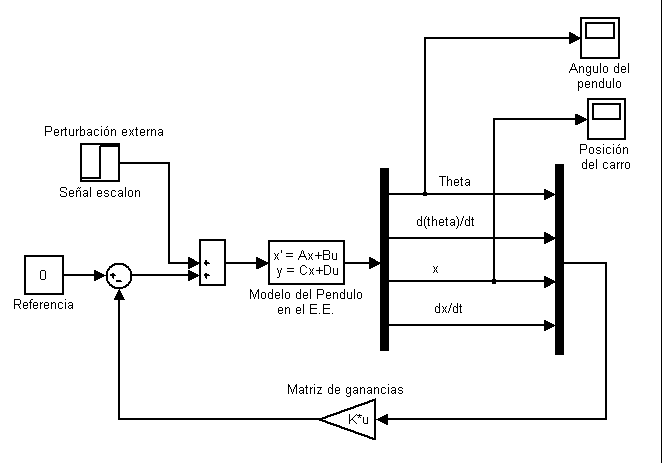 Angulo del
pendulo
Perturbación externa
Señal escalon
Posición
del carro
Theta
d(theta)/dt
x' = Ax+Bu
y = Cx+Du
0
+
-
+
+
x
Referencia
Modelo del Pendulo
en el E.E.
dx/dt
Matriz de ganancias
K*u